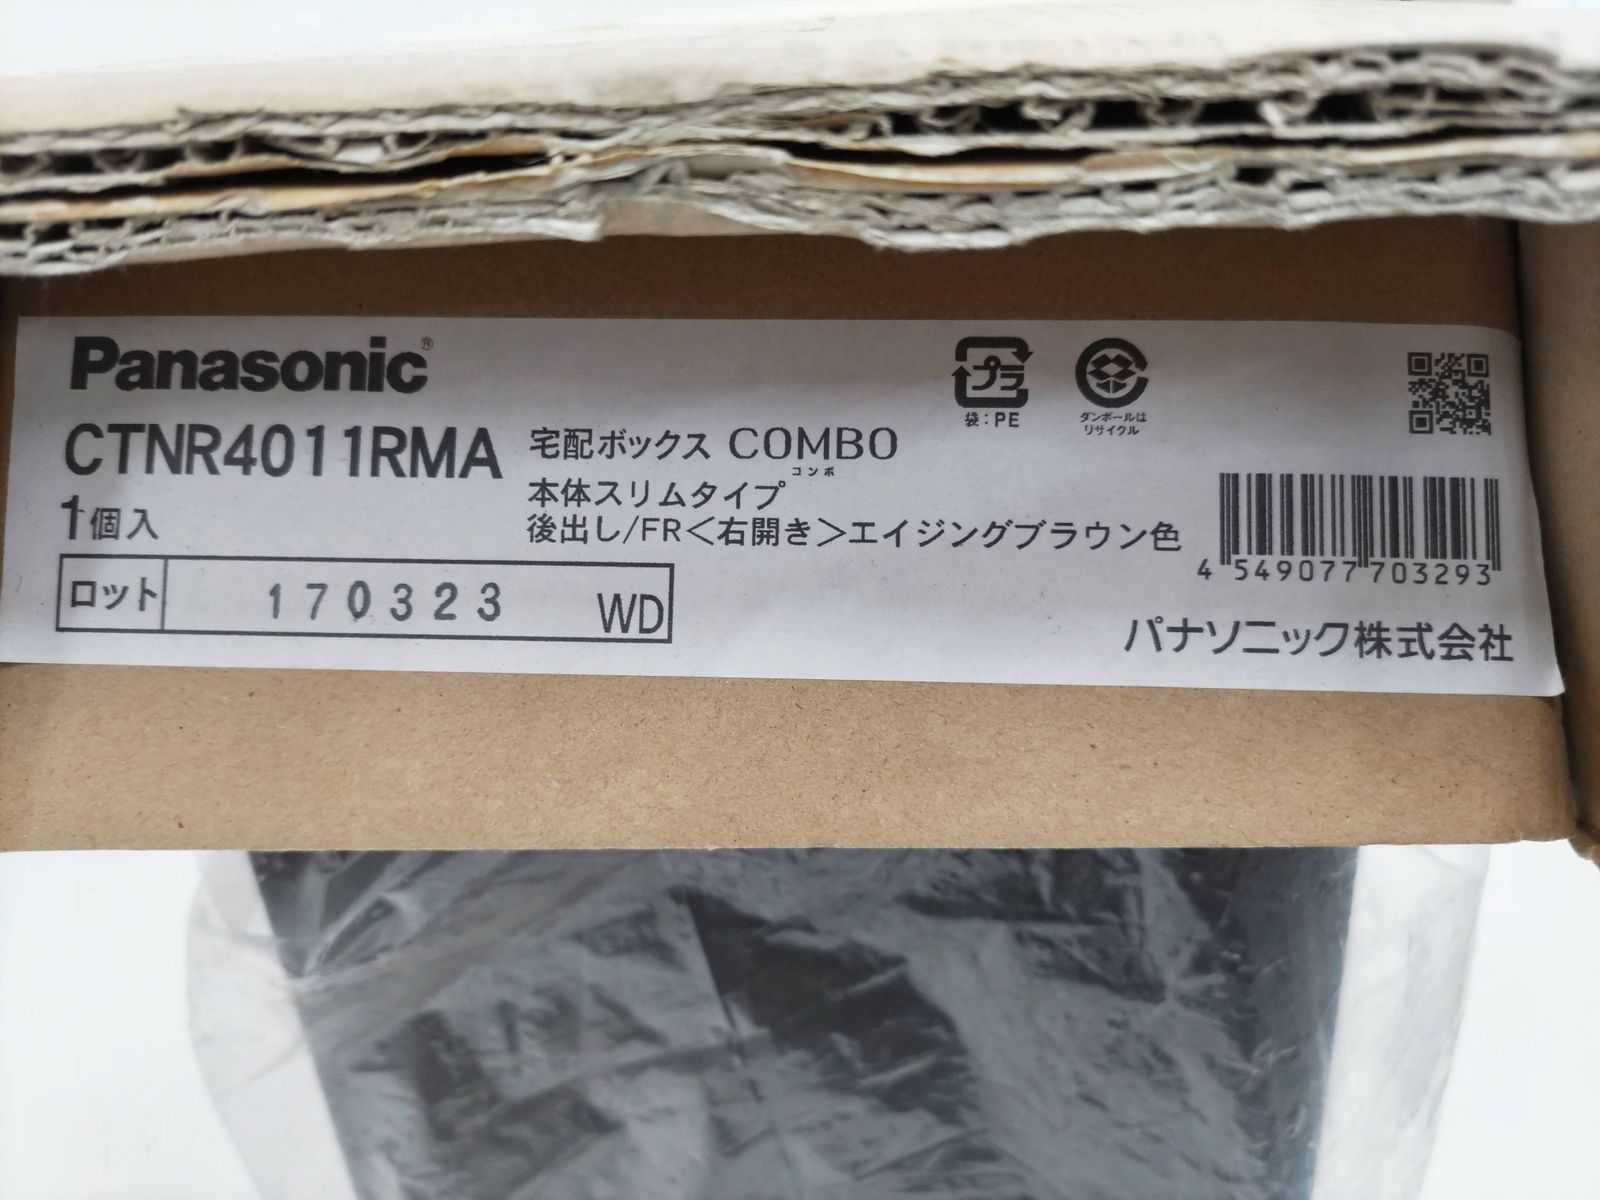 Panasonic®
CTNR4011RMA
1個入
ロット 170323 WD
宅配ボックス COMBO
コンボ
本体スリムタイプ
後出し/FR<右開き>エイジングブラウン色
プラ
袋:PE
ダンボールは
リサイクル
4 549077 703293
パナソニック株式会社